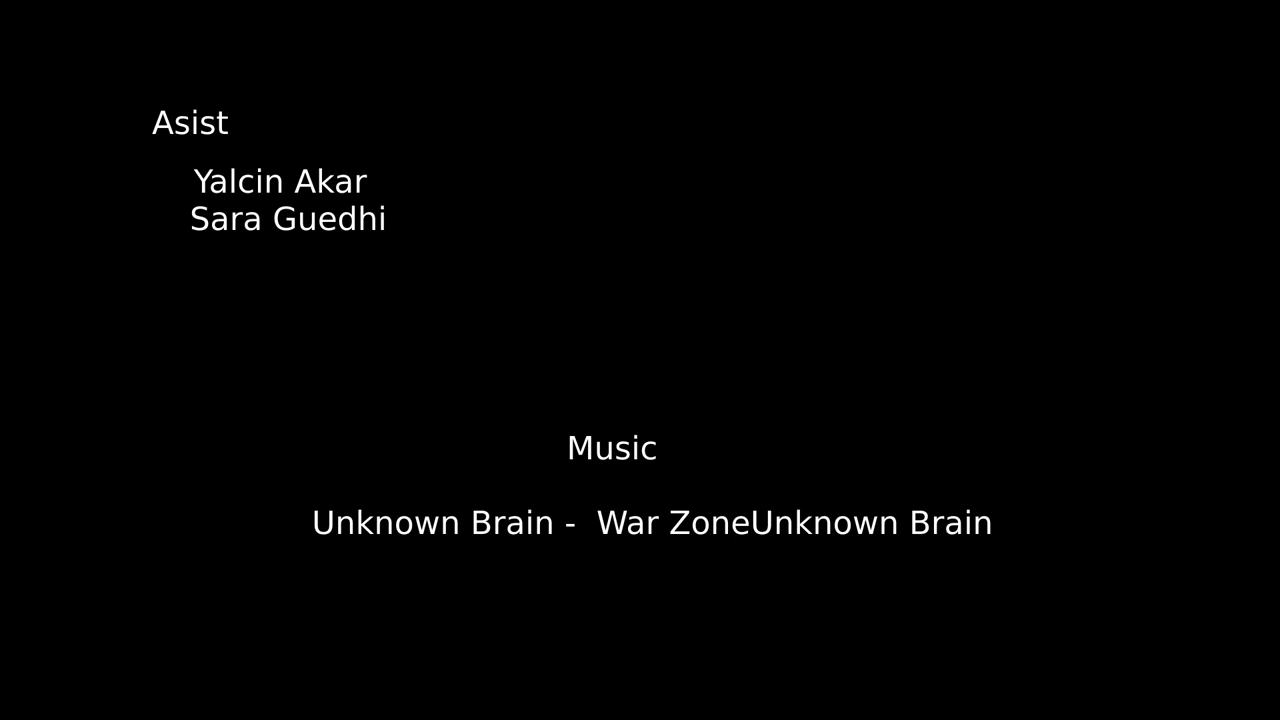 Asist
Yalcin Akar
Sara Guedhi
Music
Unknown Brain -  War ZoneUnknown Brain